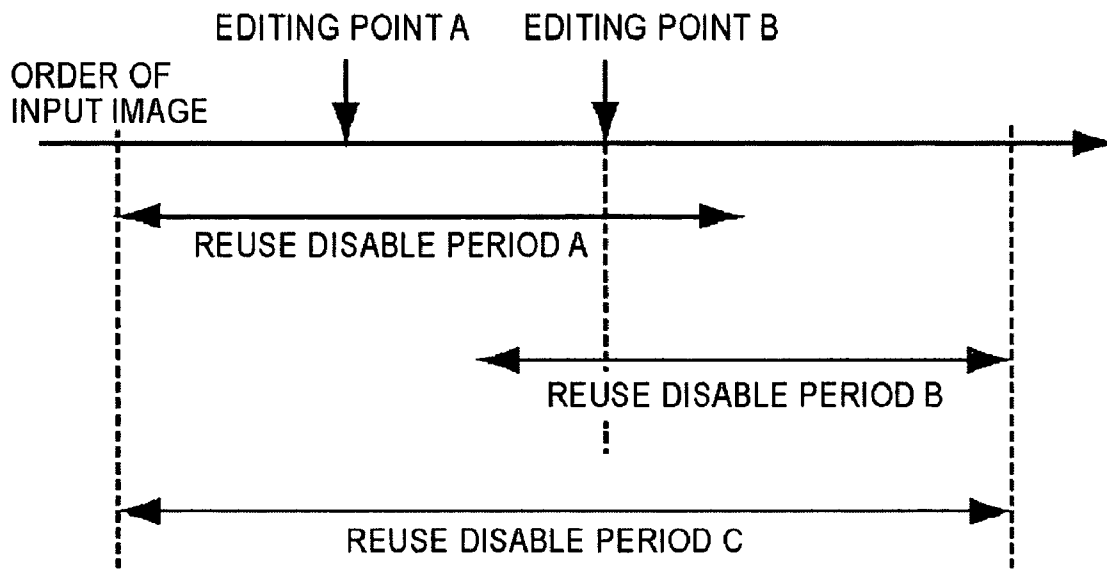 EDITING POINT A
EDITING POINT B
ORDER OF
INPUT IMAGE
REUSE DISABLE PERIOD A
REUSE DISABLE PERIOD B
REUSE DISABLE PERIOD C